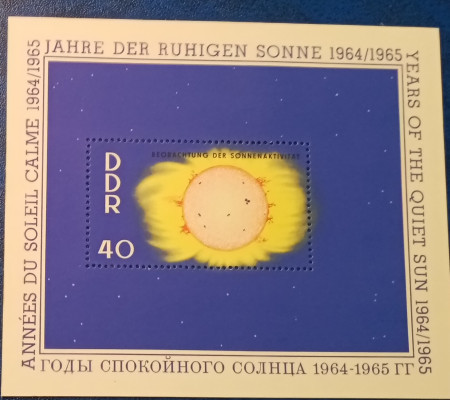 JAHRE DER RUHIGEN SONNE 1964/1965
YEARS OF THE QUIET SUN 1964/1965
ANNÉES DU SOLEIL CALME 1964/1965
BEOBACHTUNG DER SONNENAKTIVITÄT
DDR
40
ГОДЫ СПОКОЙНОГО СОЛНЦА 1964-1965 ГГ